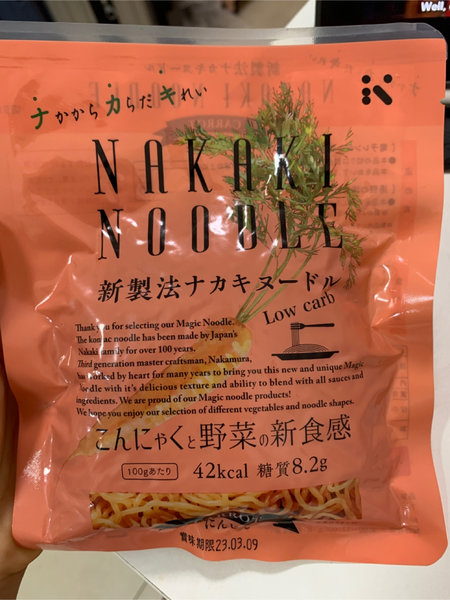 Well,
ナかから カらだ キれい
NAKAKI
NOODLE
新製法ナカキヌードル
Low carb
Thank you for selecting our Magic Noodle.
The konjac noodle has been made by Japan's
Nakaki family for over 100 years.
Third generation master craftsman, Nakamura,
has worked by heart for many years to bring you this new and unique Magic
Noodle with it's delicious texture and ability to blend with all sauces and
ingredients. We are proud of our Magic noodle products!
We hope you enjoy our selection of different vegetables and noodle shapes.
こんにゃくと野菜の新食感
100gあたり 42kcal 糖質8.2g
にんじん
賞味期限23.03.09